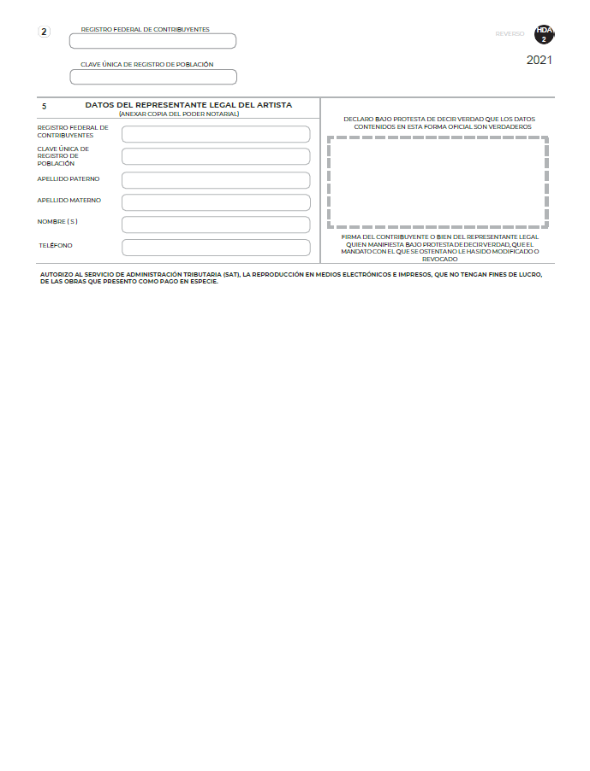 2
REGISTRO FEDERAL DE CONTRIBUYENTES
REVERSO
HDA
2
CLAVE ÚNICA DE REGISTRO DE POBLACIÓN
2021
5
DATOS DEL REPRESENTANTE LEGAL DEL ARTISTA
(ANEXAR COPIA DEL PODER NOTARIAL)
REGISTRO FEDERAL DE
CONTRIBUYENTES
CLAVE ÚNICA DE
REGISTRO DE
POBLACIÓN
APELLIDO PATERNO
APELLIDO MATERNO
NOMBRE ( S )
TELÉFONO
DECLARO BAJO PROTESTA DE DECIR VERDAD QUE LOS DATOS
CONTENIDOS EN ESTA FORMA OFICIAL SON VERDADEROS
FIRMA DEL CONTRIBUYENTE O BIEN DEL REPRESENTANTE LEGAL
QUIEN MANIFIESTA BAJO PROTESTA DE DECIR VERDAD, QUE EL
MANDATO CON EL QUE SE OSTENTA NO LE HA SIDO MODIFICADO O
REVOCADO
AUTORIZO AL SERVICIO DE ADMINISTRACIÓN TRIBUTARIA (SAT), LA REPRODUCCIÓN EN MEDIOS ELECTRÓNICOS E IMPRESOS, QUE NO TENGAN FINES DE LUCRO,
DE LAS OBRAS QUE PRESENTO COMO PAGO EN ESPECIE.